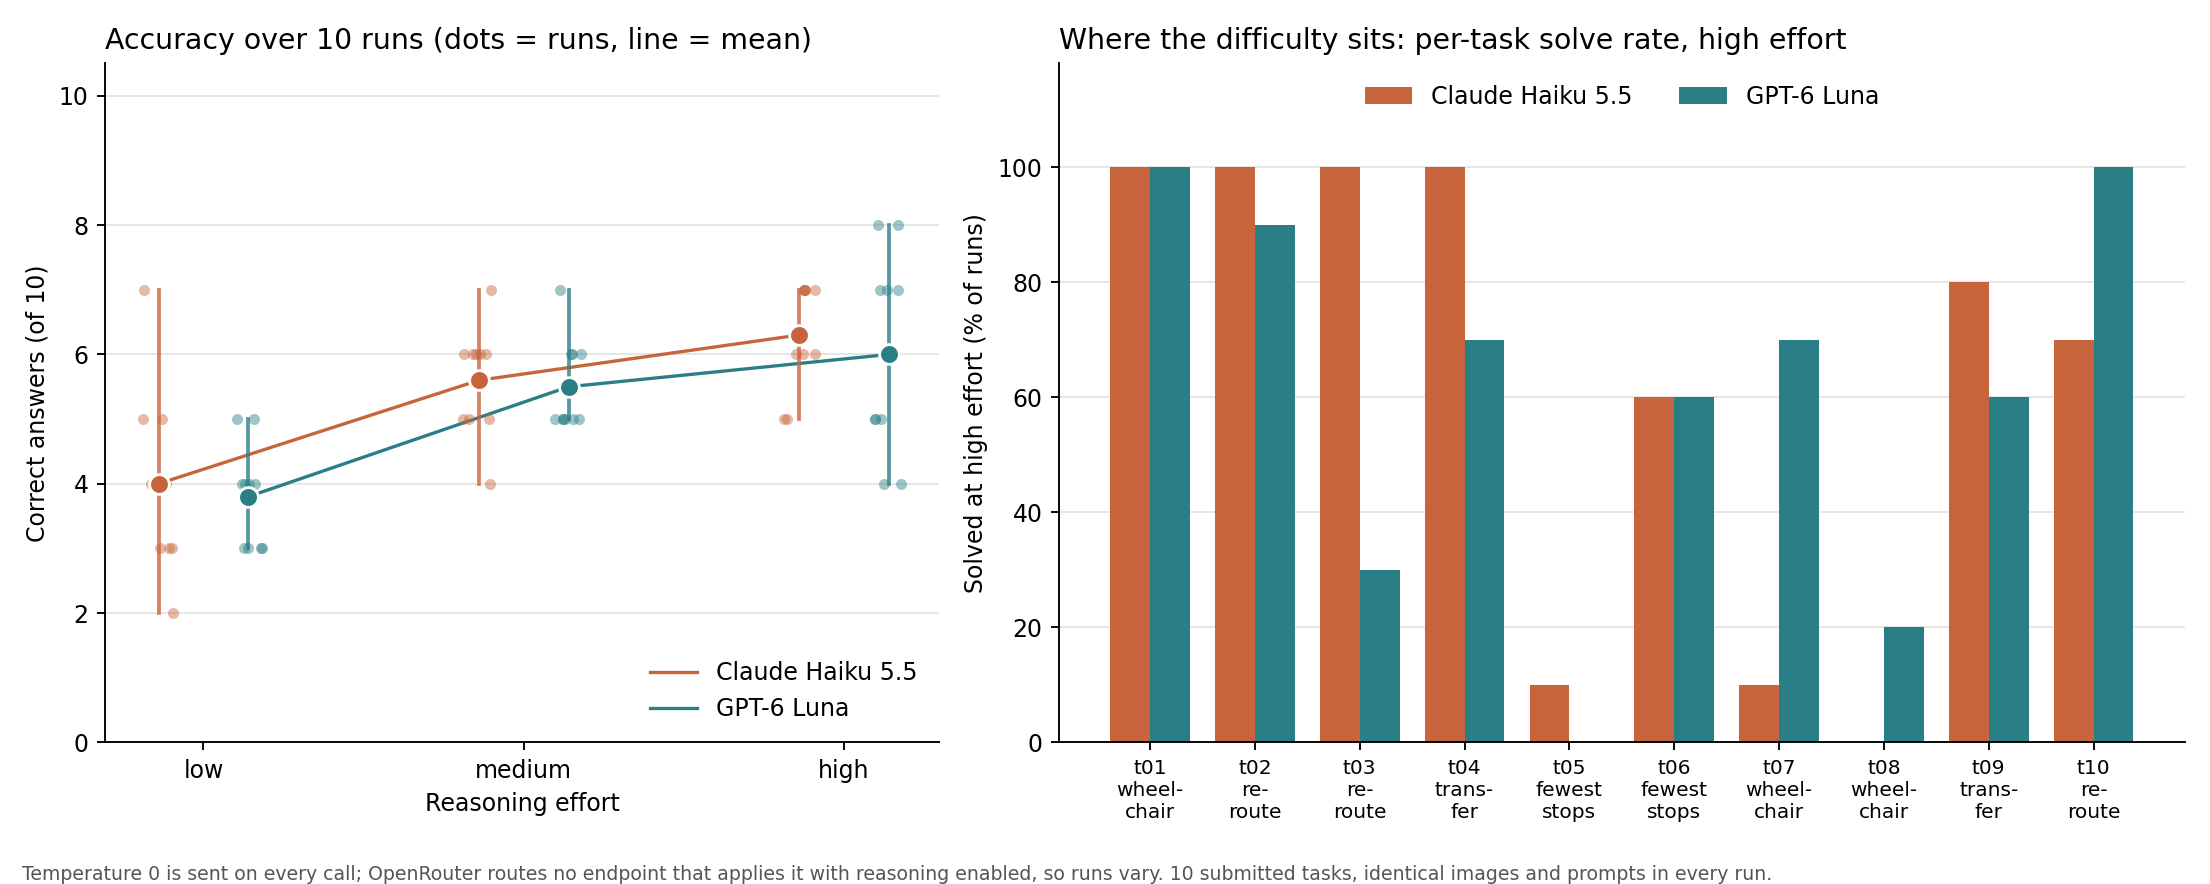 Accuracy over 10 runs (dots = runs, line = mean)
10
8
6
4
2
0
Correct answers (of 10)
low
medium
high
Reasoning effort
Claude Haiku 5.5
GPT-6 Luna
Where the difficulty sits: per-task solve rate, high effort
Claude Haiku 5.5
GPT-6 Luna
100
80
60
40
20
0
Solved at high effort (% of runs)
t01
wheel-
chair
t02
re-
route
t03
re-
route
t04
trans-
fer
t05
fewest
stops
t06
fewest
stops
t07
wheel-
chair
t08
wheel-
chair
t09
trans-
fer
t10
re-
route
Temperature 0 is sent on every call; OpenRouter routes no endpoint that applies it with reasoning enabled, so runs vary. 10 submitted tasks, identical images and prompts in every run.